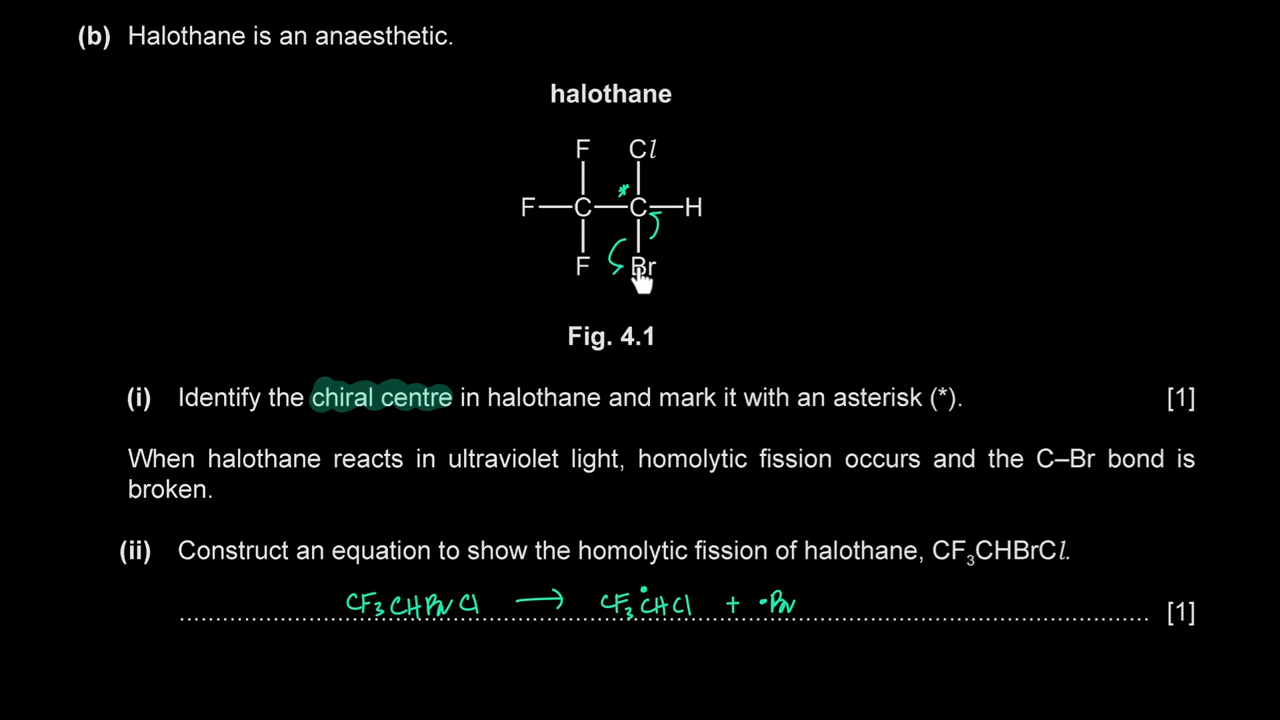 (b) Halothane is an anaesthetic.
halothane
F Cl
*
F—C—C—H
F Br
Fig. 4.1
(i) Identify the chiral centre in halothane and mark it with an asterisk (*). [1]
When halothane reacts in ultraviolet light, homolytic fission occurs and the C–Br bond is
broken.
(ii) Construct an equation to show the homolytic fission of halothane, CF₃CHBrCl.
CF₃CHBrCl ⟶ CF₃ĊHCl + •Br
[1]